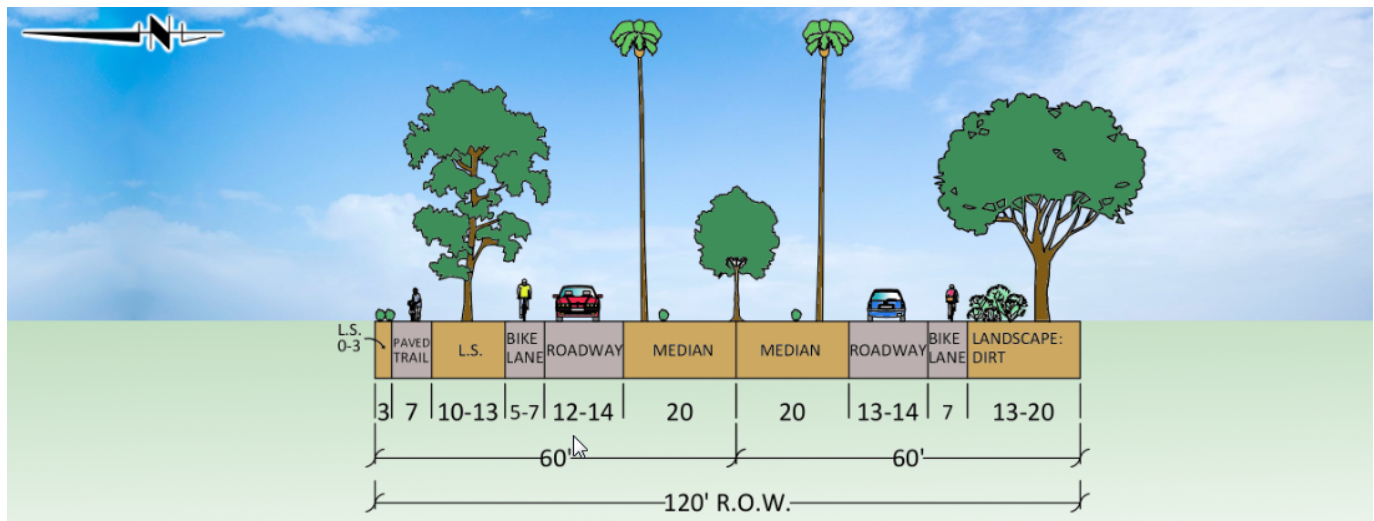 N
L.S.
0-3
PAVED
TRAIL
L.S.
BIKE
LANE
ROADWAY
MEDIAN
MEDIAN
ROADWAY
BIKE
LANE
LANDSCAPE:
DIRT
3 7 10-13 5-7 12-14 20 20 13-14 7 13-20
60' 60'
120' R.O.W.